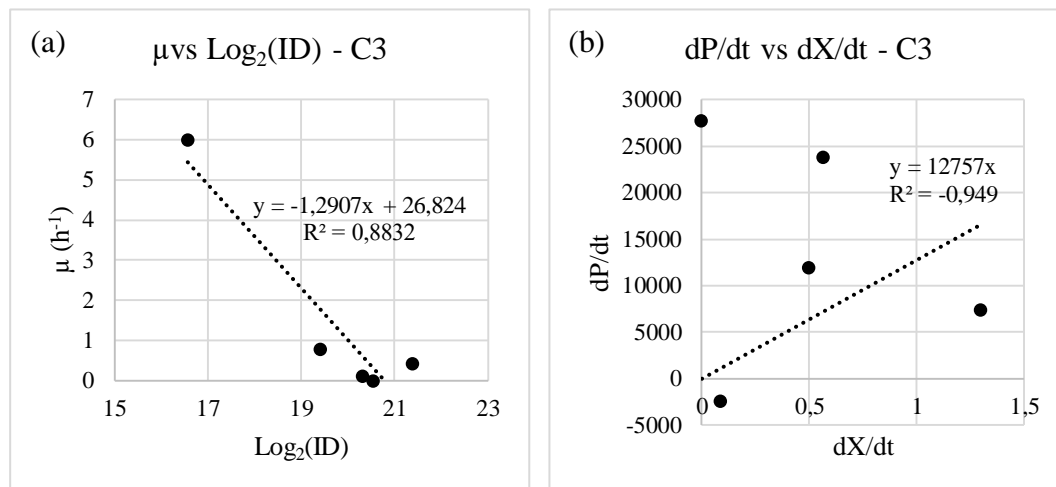 (a)
µvs Log₂(ID) - C3
7
6
5
4
3
2
1
0
µ (h⁻¹)
y = -1,2907x + 26,824
R² = 0,8832
15 17 19 21 23
Log₂(ID)
(b)
dP/dt vs dX/dt - C3
30000
25000
20000
15000
10000
5000
0
-5000
dP/dt
y = 12757x
R² = -0,949
0 0,5 1 1,5
dX/dt